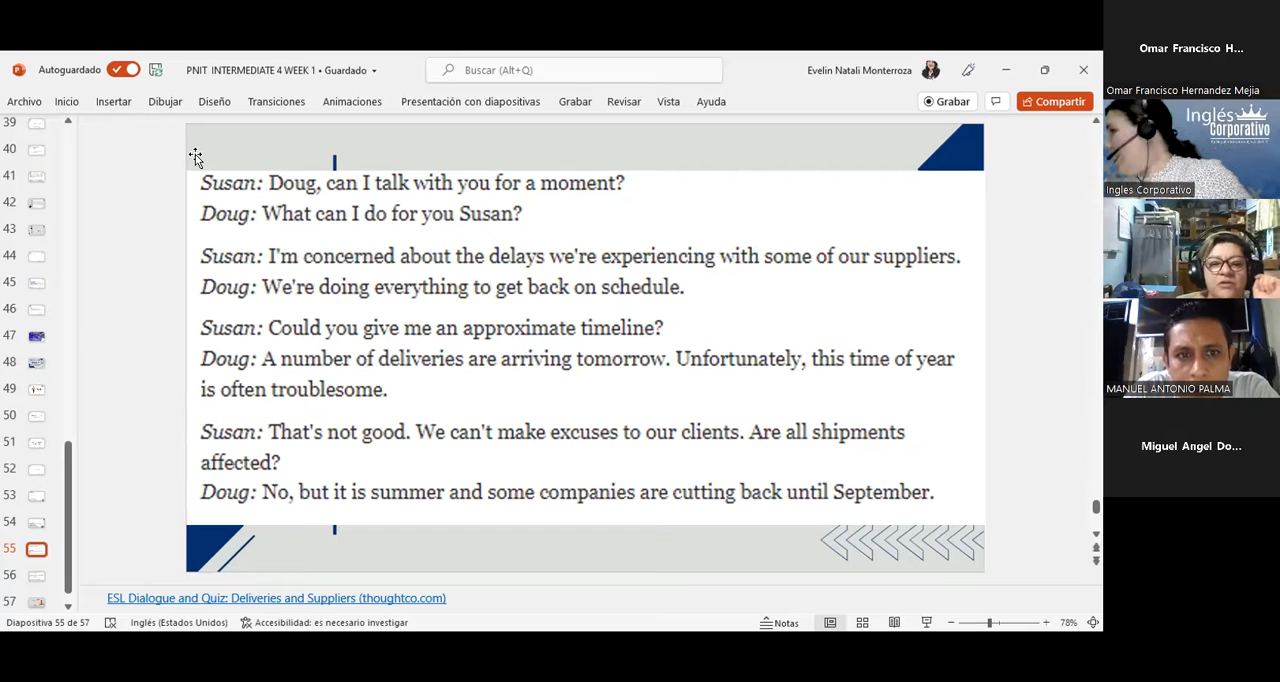 Autoguardado
PNIT INTERMEDIATE 4 WEEK 1 • Guardado
Buscar (Alt+Q)
Evelin Natali Monterroza
Archivo Inicio Insertar Dibujar Diseño Transiciones Animaciones Presentación con diapositivas Grabar Revisar Vista Ayuda
Grabar
Compartir
39
40
41
42
43
44
45
46
47
48
49
50
51
52
53
54
55
56
57
Susan: Doug, can I talk with you for a moment?
Doug: What can I do for you Susan?
Susan: I'm concerned about the delays we're experiencing with some of our suppliers.
Doug: We're doing everything to get back on schedule.
Susan: Could you give me an approximate timeline?
Doug: A number of deliveries are arriving tomorrow. Unfortunately, this time of year
is often troublesome.
Susan: That's not good. We can't make excuses to our clients. Are all shipments
affected?
Doug: No, but it is summer and some companies are cutting back until September.
ESL Dialogue and Quiz: Deliveries and Suppliers (thoughtco.com)
Diapositiva 55 de 57
Inglés (Estados Unidos)
Accesibilidad: es necesario investigar
Notas
78%
Omar Francisco H...
Omar Francisco Hernandez Mejia
Inglés
Corporativo
Ingles Corporativo
MANUEL ANTONIO PALMA
Miguel Angel Do...